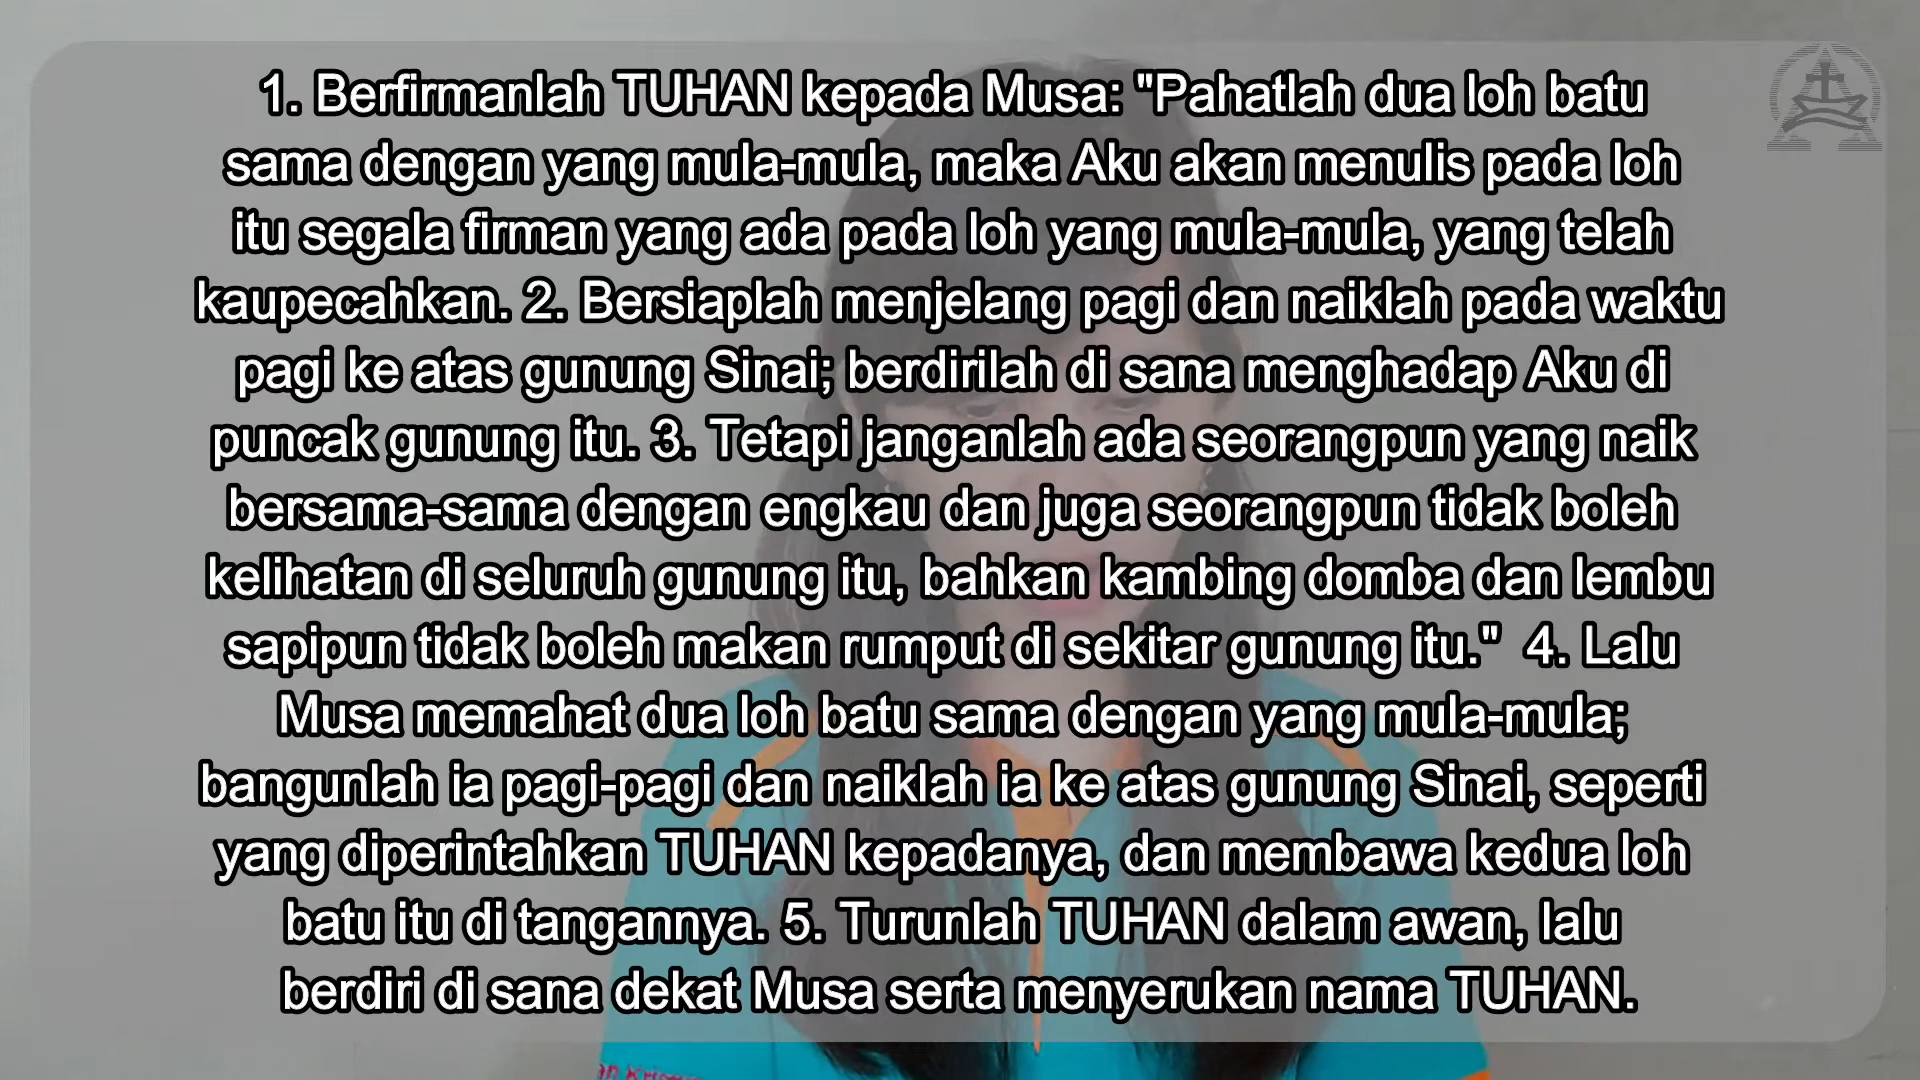 1. Berfirmanlah TUHAN kepada Musa: "Pahatlah dua loh batu
sama dengan yang mula-mula, maka Aku akan menulis pada loh
itu segala firman yang ada pada loh yang mula-mula, yang telah
kaupecahkan. 2. Bersiaplah menjelang pagi dan naiklah pada waktu
pagi ke atas gunung Sinai; berdirilah di sana menghadap Aku di
puncak gunung itu. 3. Tetapi janganlah ada seorangpun yang naik
bersama-sama dengan engkau dan juga seorangpun tidak boleh
kelihatan di seluruh gunung itu, bahkan kambing domba dan lembu
sapipun tidak boleh makan rumput di sekitar gunung itu."  4. Lalu
Musa memahat dua loh batu sama dengan yang mula-mula;
bangunlah ia pagi-pagi dan naiklah ia ke atas gunung Sinai, seperti
yang diperintahkan TUHAN kepadanya, dan membawa kedua loh
batu itu di tangannya. 5. Turunlah TUHAN dalam awan, lalu
berdiri di sana dekat Musa serta menyerukan nama TUHAN.